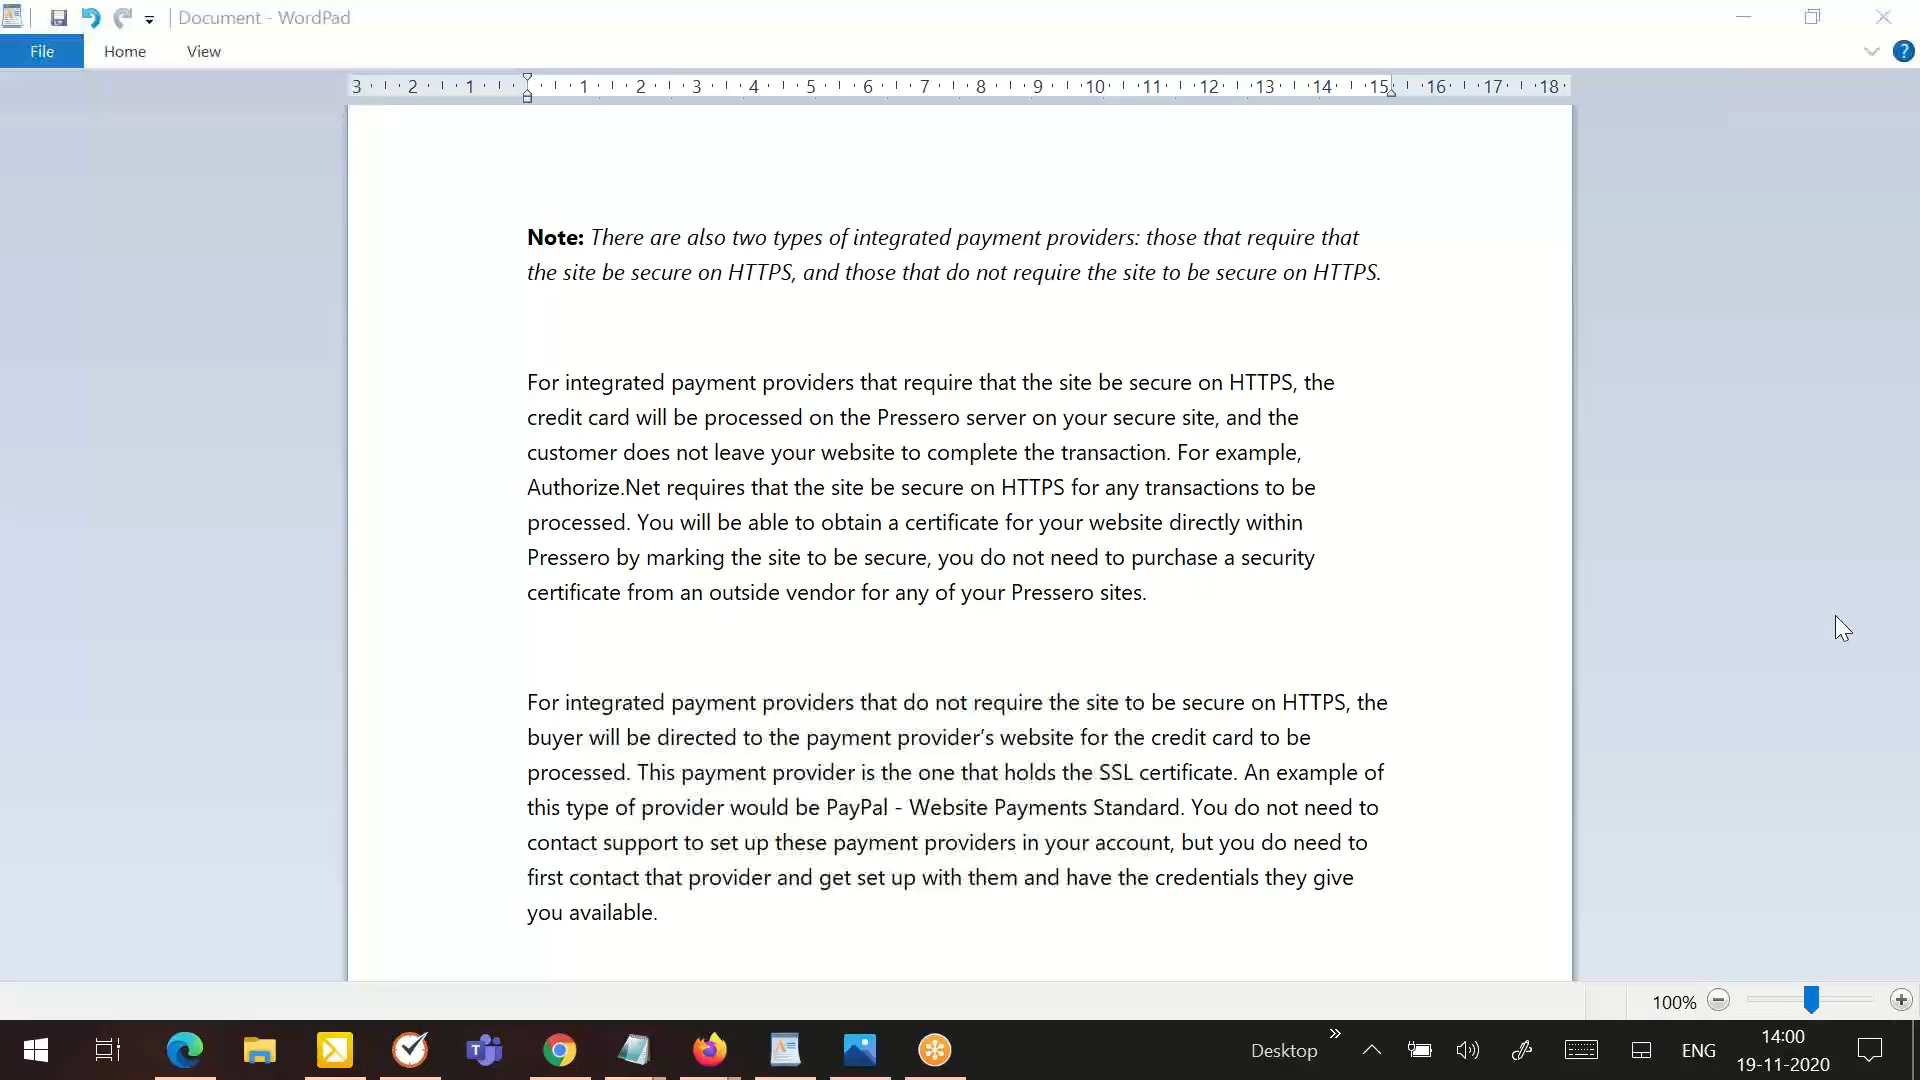 Document - WordPad
File Home View
3 2 1 1 2 3 4 5 6 7 8 9 10 11 12 13 14 15 16 17 18
Note: There are also two types of integrated payment providers: those that require that
the site be secure on HTTPS, and those that do not require the site to be secure on HTTPS.
For integrated payment providers that require that the site be secure on HTTPS, the
credit card will be processed on the Pressero server on your secure site, and the
customer does not leave your website to complete the transaction. For example,
Authorize.Net requires that the site be secure on HTTPS for any transactions to be
processed. You will be able to obtain a certificate for your website directly within
Pressero by marking the site to be secure, you do not need to purchase a security
certificate from an outside vendor for any of your Pressero sites.
For integrated payment providers that do not require the site to be secure on HTTPS, the
buyer will be directed to the payment provider’s website for the credit card to be
processed. This payment provider is the one that holds the SSL certificate. An example of
this type of provider would be PayPal - Website Payments Standard. You do not need to
contact support to set up these payment providers in your account, but you do need to
first contact that provider and get set up with them and have the credentials they give
you available.
100%
Desktop
ENG
14:00
19-11-2020